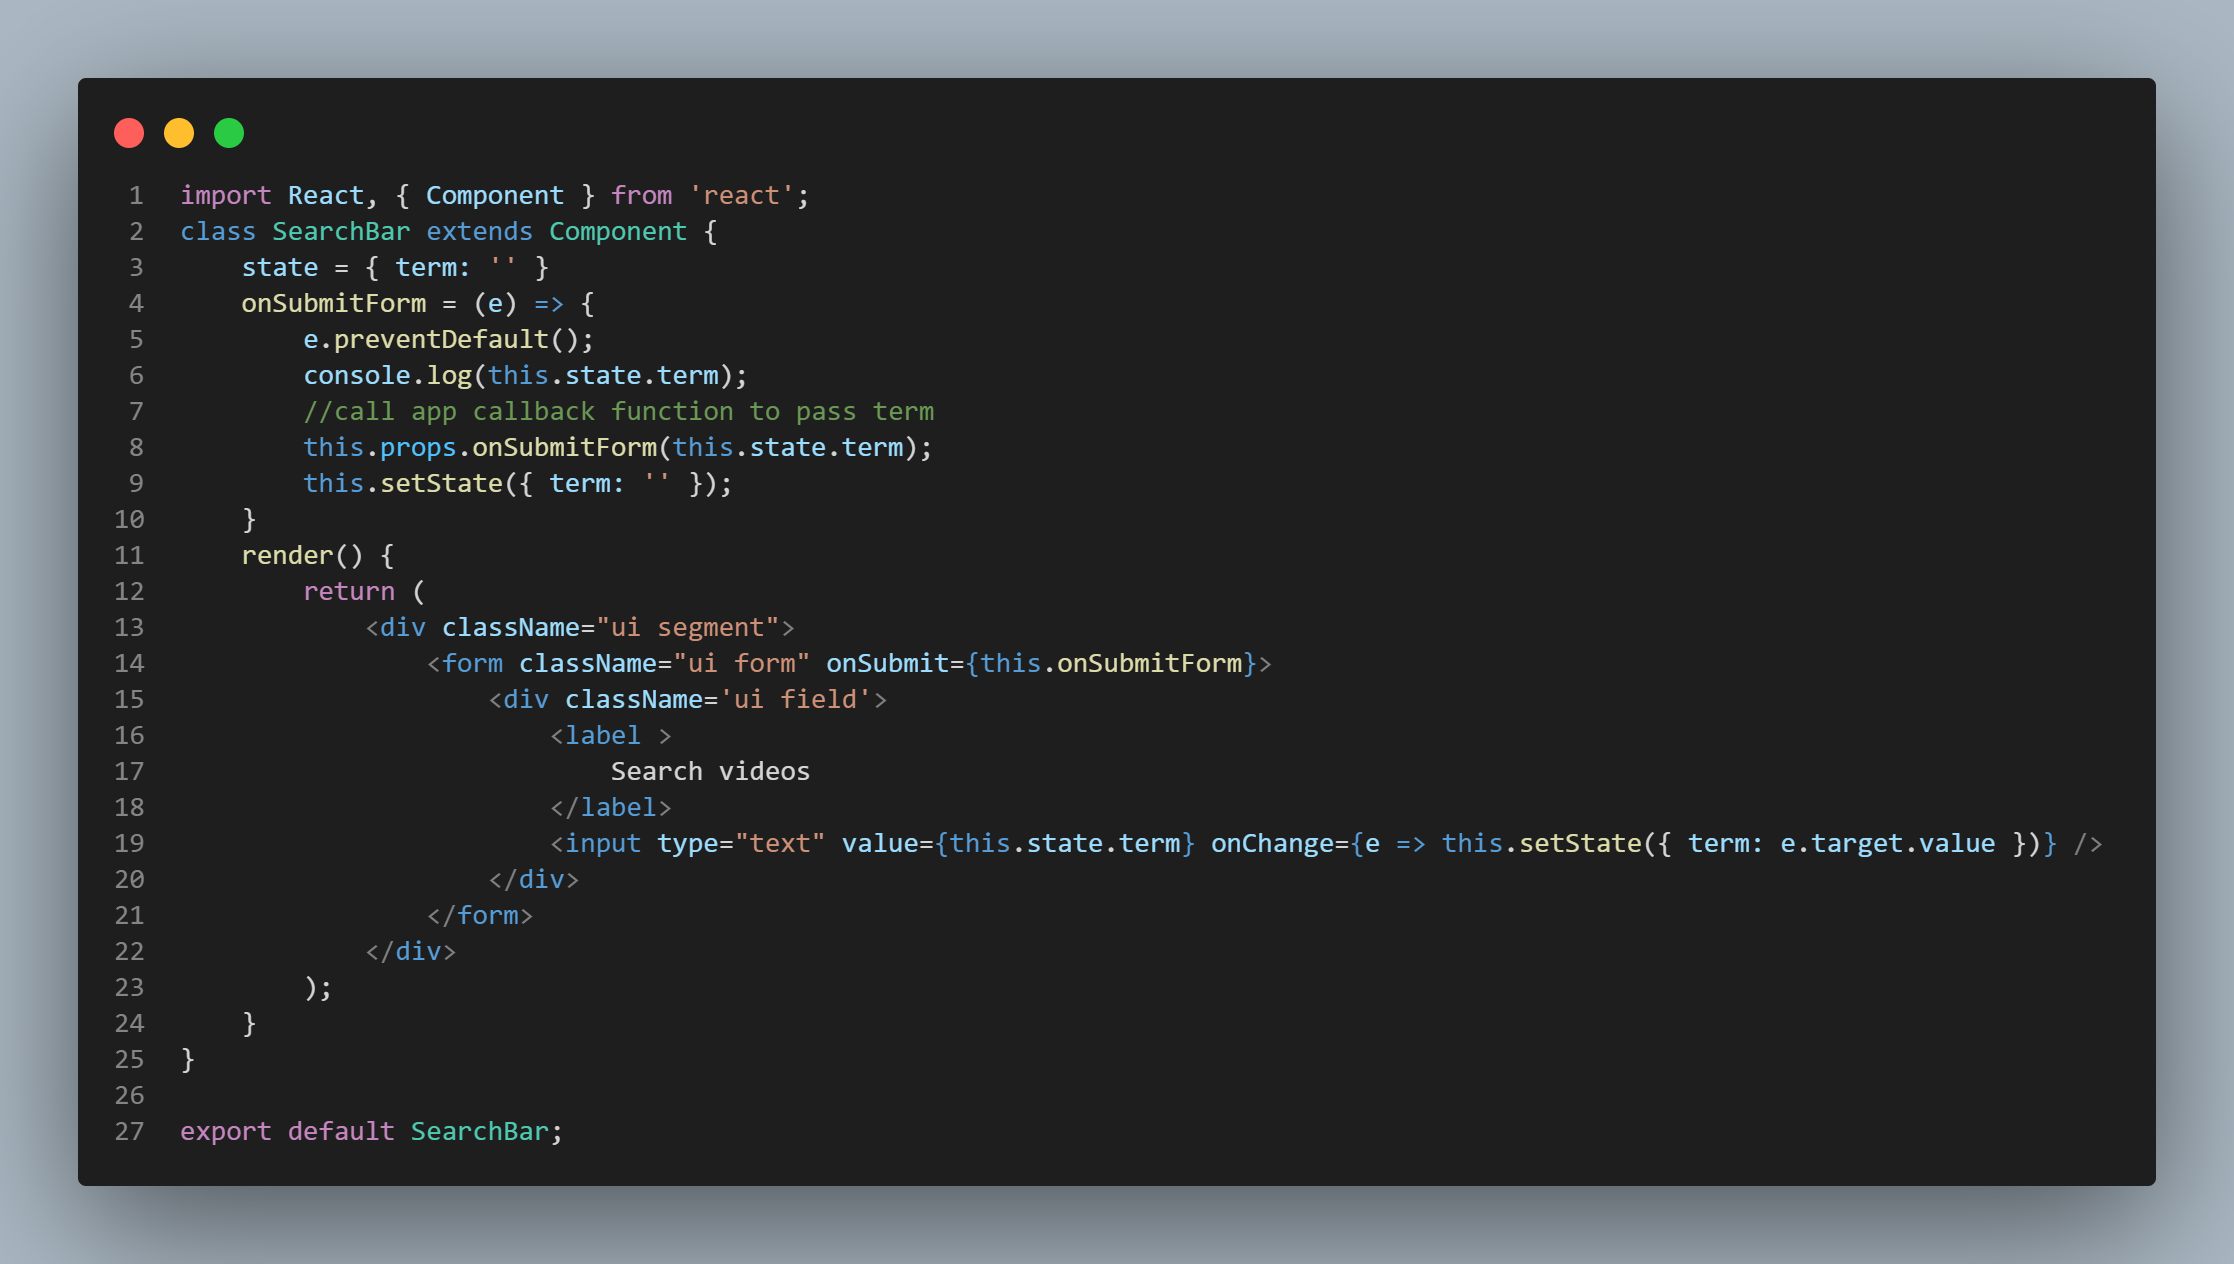 1 import React, { Component } from 'react';
2 class SearchBar extends Component {
3     state = { term: '' }
4     onSubmitForm = (e) => {
5         e.preventDefault();
6         console.log(this.state.term);
7         //call app callback function to pass term
8         this.props.onSubmitForm(this.state.term);
9         this.setState({ term: '' });
10     }
11     render() {
12         return (
13             <div className="ui segment">
14                 <form className="ui form" onSubmit={this.onSubmitForm}>
15                     <div className='ui field'>
16                         <label >
17                             Search videos
18                         </label>
19                         <input type="text" value={this.state.term} onChange={e => this.setState({ term: e.target.value })} />
20                     </div>
21                 </form>
22             </div>
23         );
24     }
25 }
26
27 export default SearchBar;